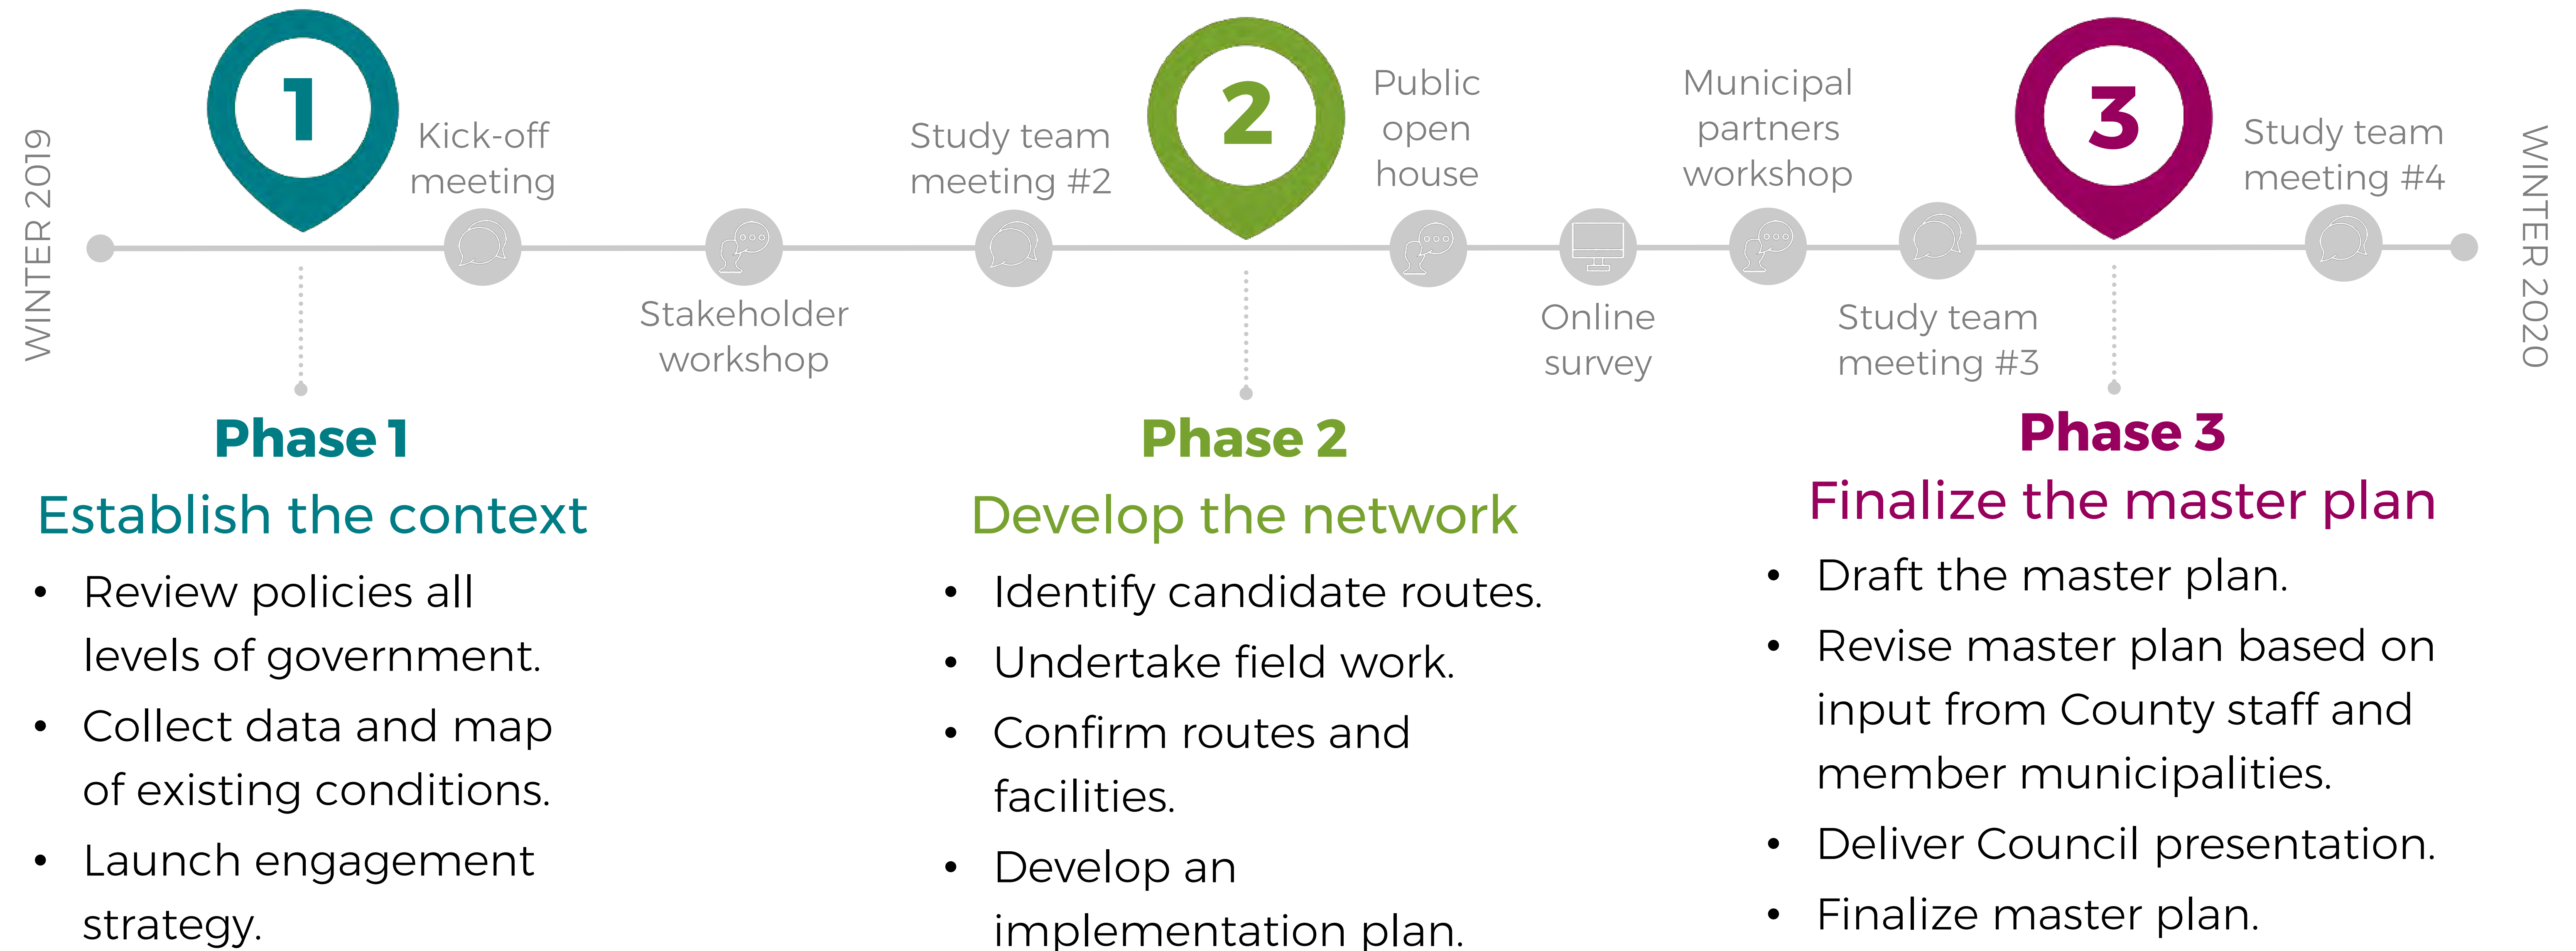 WINTER 2019
1
Kick-off
meeting
Stakeholder
workshop
Study team
meeting #2
2
Public
open
house
Online
survey
Municipal
partners
workshop
Study team
meeting #3
3
Study team
meeting #4
WINTER 2020
Phase 1
Establish the context
• Review policies all
levels of government.
• Collect data and map
of existing conditions.
• Launch engagement
strategy.
Phase 2
Develop the network
• Identify candidate routes.
• Undertake field work.
• Confirm routes and
facilities.
• Develop an
implementation plan.
Phase 3
Finalize the master plan
• Draft the master plan.
• Revise master plan based on
input from County staff and
member municipalities.
• Deliver Council presentation.
• Finalize master plan.